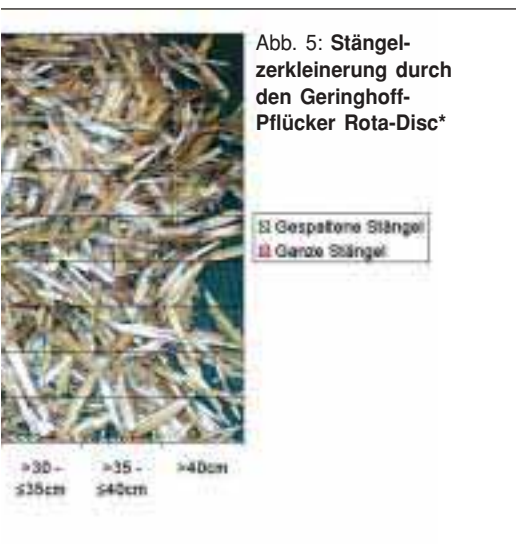 Abb. 5: Stängel-
zerkleinerung durch
den Geringhoff-
Pflücker Rota-Disc*
Gespaltene Stängel
Ganze Stängel
>30 - >35 - >40cm
≤35cm ≤40cm